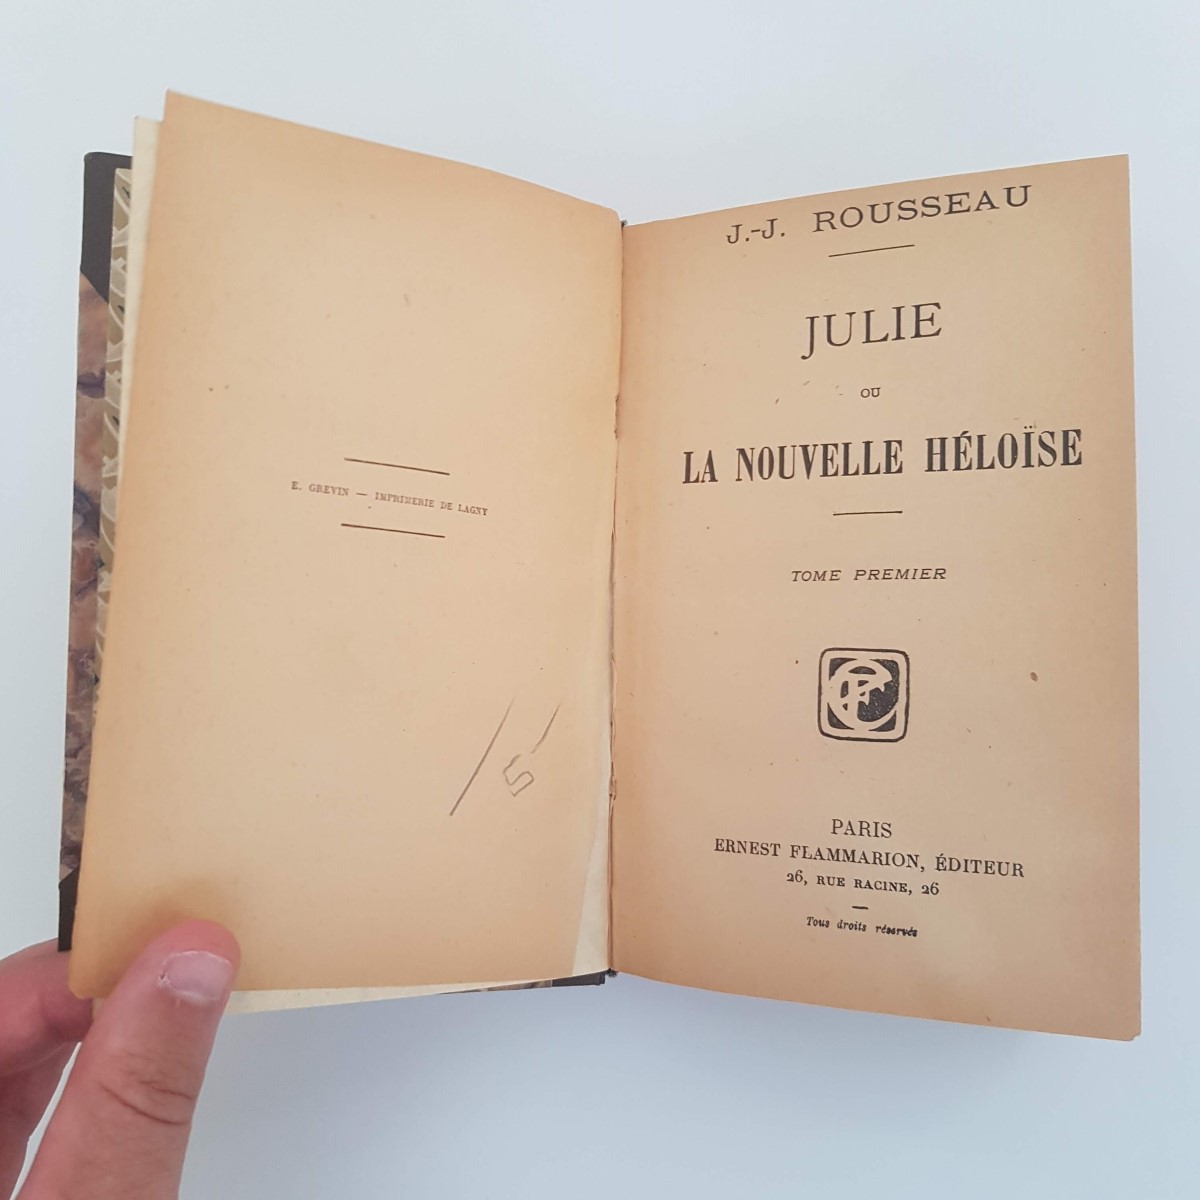 E. GREVIN — IMPRIMERIE DE LAGNY
J.-J. ROUSSEAU
JULIE
OU
LA NOUVELLE HÉLOÏSE
TOME PREMIER
PARIS
ERNEST FLAMMARION, ÉDITEUR
26, RUE RACINE, 26
Tous droits réservés